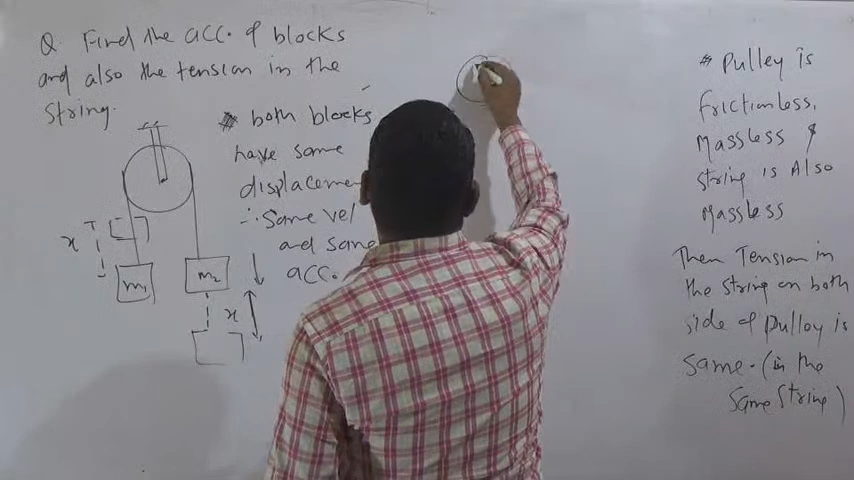 Q Find the acc. of blocks
and also the tension in the
string.
* both blocks
have same
displacement
∴ Same vel
and same
acc.
x
m1
m2
x
* Pulley is
frictionless,
Massless &
string is Also
Massless
Then Tension in
the string on both
side of Pulley is
same. (in the
same string)